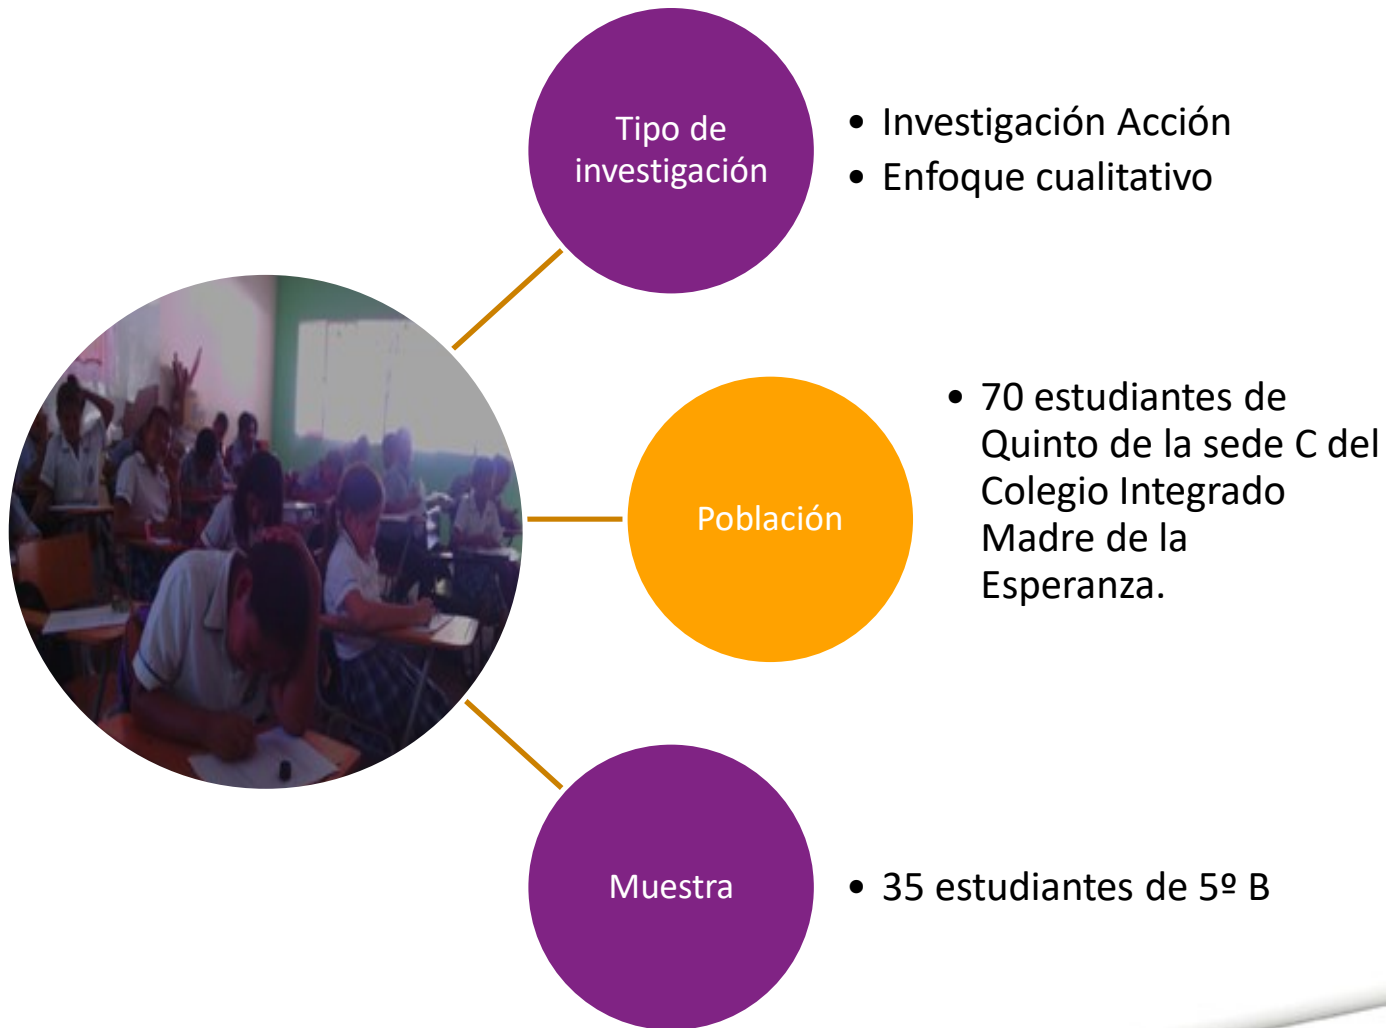 Tipo de
investigación
• Investigación Acción
• Enfoque cualitativo
Población
• 70 estudiantes de
Quinto de la sede C del
Colegio Integrado
Madre de la
Esperanza.
Muestra
• 35 estudiantes de 5º B